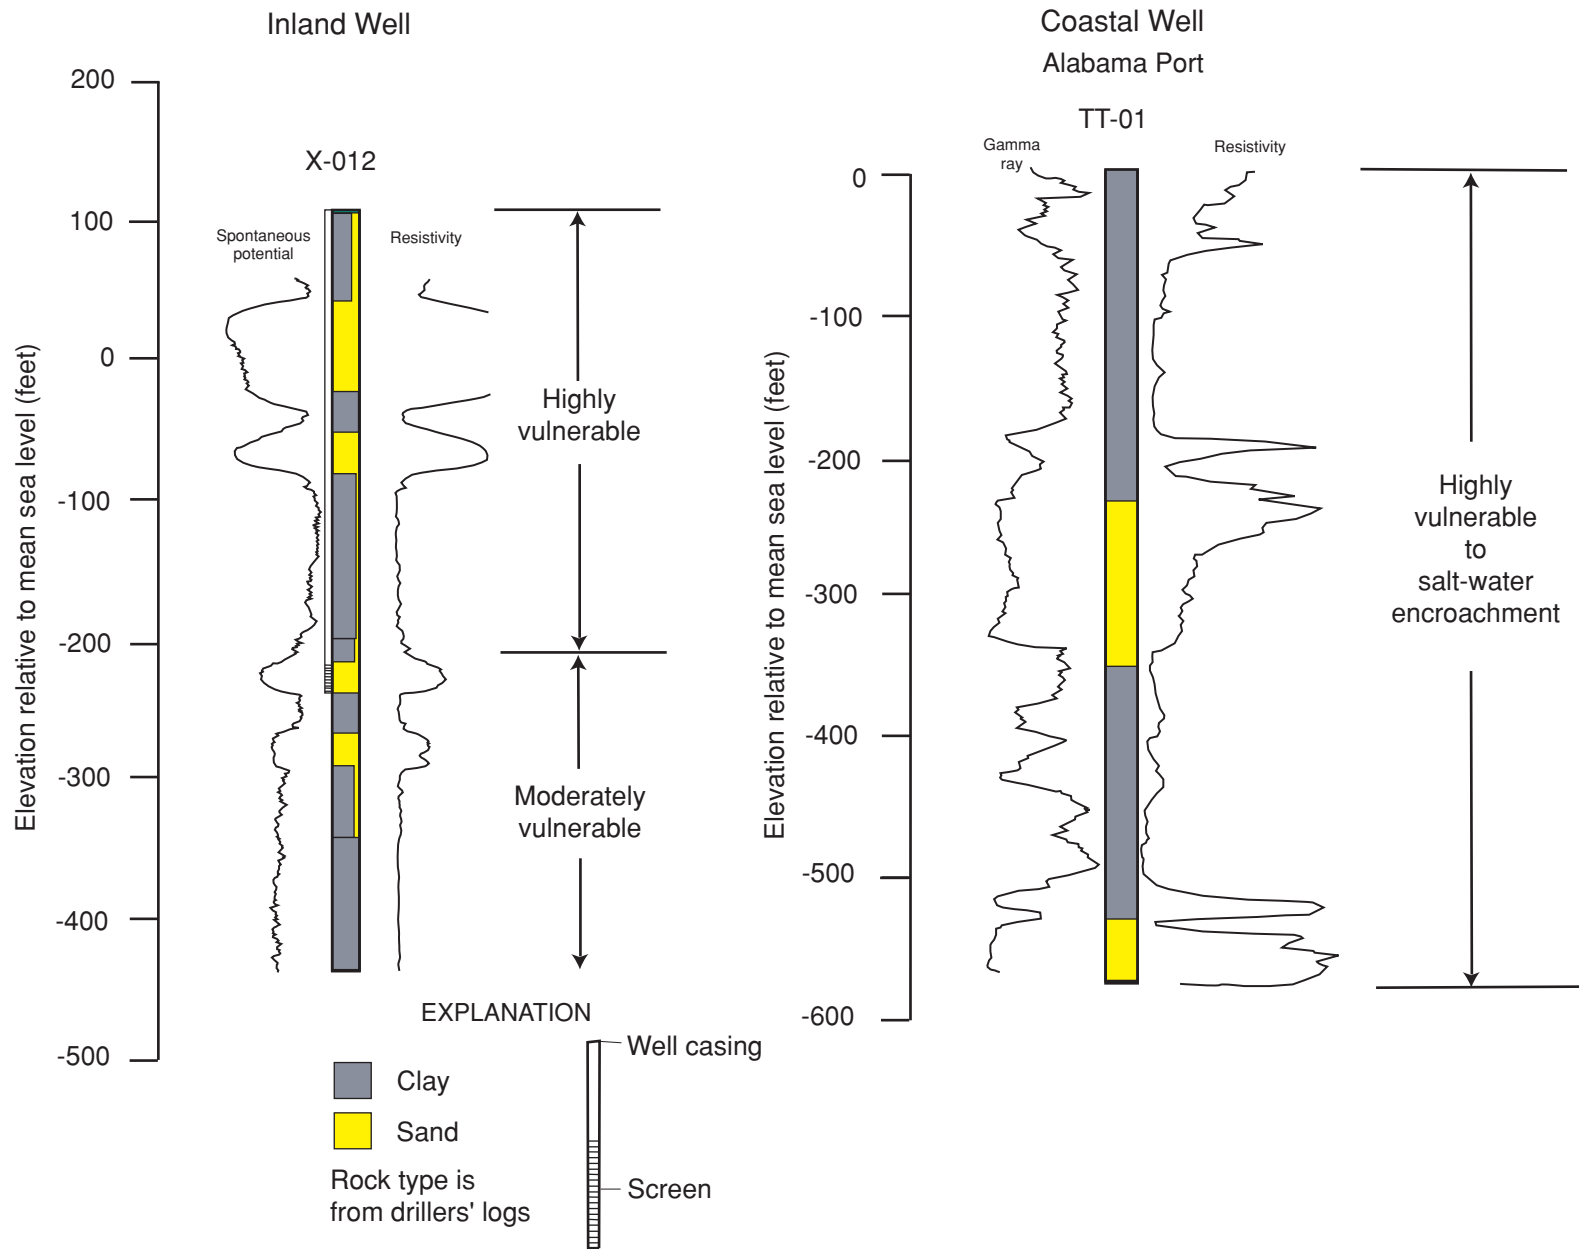 Inland Well
Coastal Well
Alabama Port
X-012
TT-01
Elevation relative to mean sea level (feet)
200
100
0
-100
-200
-300
-400
-500
Spontaneous
potential
Resistivity
Highly
vulnerable
Moderately
vulnerable
Elevation relative to mean sea level (feet)
0
-100
-200
-300
-400
-500
-600
Gamma
ray
Resistivity
Highly
vulnerable
to
salt-water
encroachment
EXPLANATION
Clay
Sand
Rock type is
from drillers' logs
Well casing
Screen